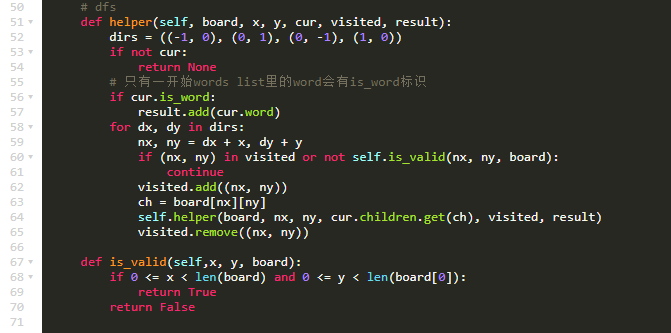 50 # dfs
51 def helper(self, board, x, y, cur, visited, result):
52 dirs = ((-1, 0), (0, 1), (0, -1), (1, 0))
53 if not cur:
54 return None
55 # 只有一开始words list里的word会有is_word标识
56 if cur.is_word:
57 result.add(cur.word)
58 for dx, dy in dirs:
59 nx, ny = dx + x, dy + y
60 if (nx, ny) in visited or not self.is_valid(nx, ny, board):
61 continue
62 visited.add((nx, ny))
63 ch = board[nx][ny]
64 self.helper(board, nx, ny, cur.children.get(ch), visited, result)
65 visited.remove((nx, ny))
66
67 def is_valid(self,x, y, board):
68 if 0 <= x < len(board) and 0 <= y < len(board[0]):
69 return True
70 return False
71